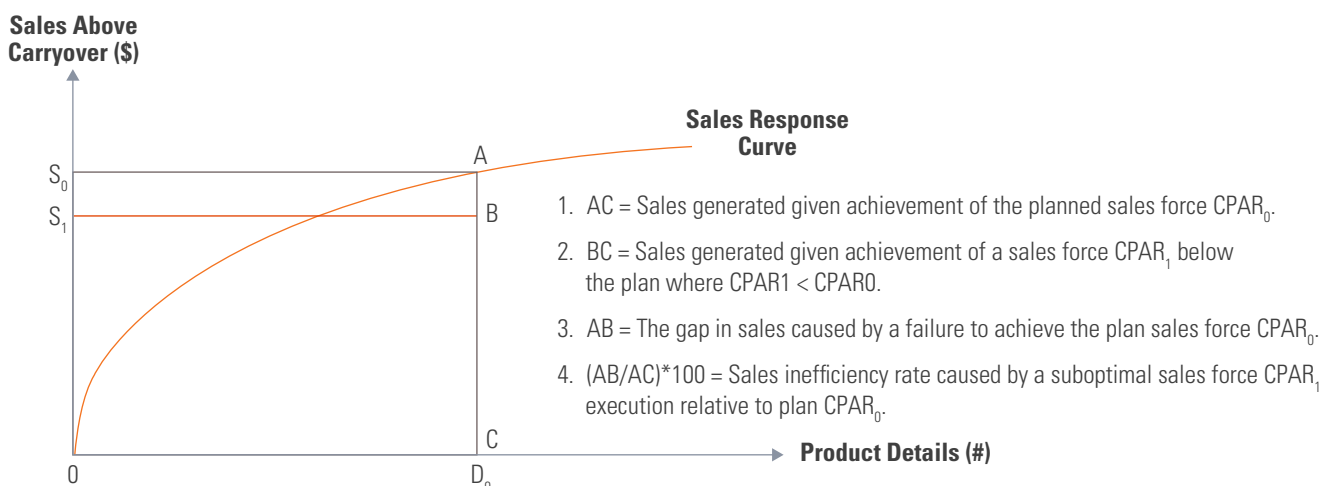 Sales Above
Carryover ($)
Sales Response
Curve
A
S₀
B
S₁
1. AC = Sales generated given achievement of the planned sales force CPAR₀.
2. BC = Sales generated given achievement of a sales force CPAR₁ below
the plan where CPAR1 < CPAR0.
3. AB = The gap in sales caused by a failure to achieve the plan sales force CPAR₀.
4. (AB/AC)*100 = Sales inefficiency rate caused by a suboptimal sales force CPAR₁
execution relative to plan CPAR₀.
C
Product Details (#)
0
D₀